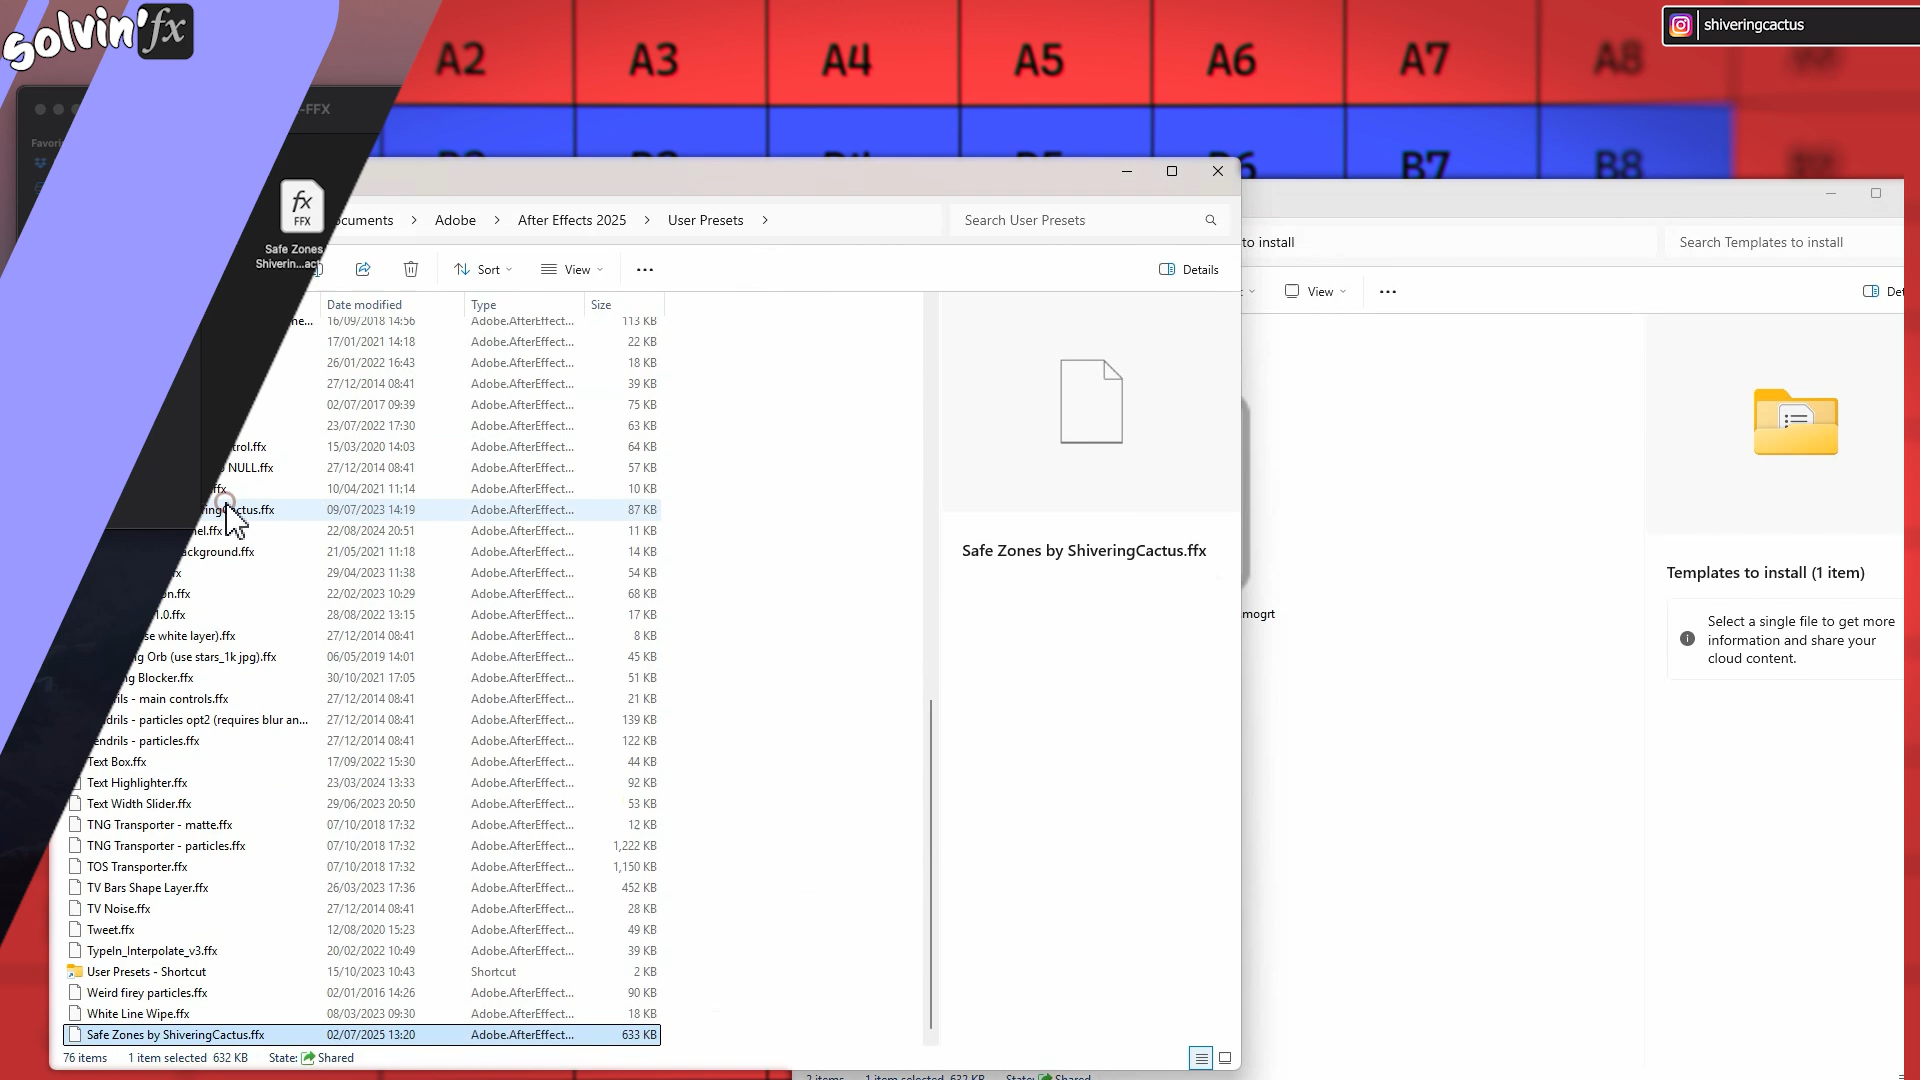 solvin'fx
shiveringcactus
A2
A3
A4
A5
A6
A7
A8
B7
B8
-FFX
fx
FFX
Safe Zones
Shiverin...act
Adobe
After Effects 2025
User Presets
Search User Presets
to install
Search Templates to install
Sort
View
Details
View
Date modified
Type
Size
16/09/2018 14:56 Adobe.AfterEffect... 113 KB
17/01/2021 14:18 Adobe.AfterEffect... 22 KB
26/01/2022 16:43 Adobe.AfterEffect... 18 KB
27/12/2014 08:41 Adobe.AfterEffect... 39 KB
02/07/2017 09:39 Adobe.AfterEffect... 75 KB
23/07/2022 17:30 Adobe.AfterEffect... 63 KB
trol.ffx 15/03/2020 14:03 Adobe.AfterEffect... 64 KB
NULL.ffx 27/12/2014 08:41 Adobe.AfterEffect... 57 KB
ffx 10/04/2021 11:14 Adobe.AfterEffect... 10 KB
09/07/2023 14:19 Adobe.AfterEffect... 87 KB
nel.ffx 22/08/2024 20:51 Adobe.AfterEffect... 11 KB
ackground.ffx 21/05/2021 11:18 Adobe.AfterEffect... 14 KB
29/04/2023 11:38 Adobe.AfterEffect... 54 KB
on.ffx 22/02/2023 10:29 Adobe.AfterEffect... 68 KB
1.0.ffx 28/08/2022 13:15 Adobe.AfterEffect... 17 KB
se white layer).ffx 27/12/2014 08:41 Adobe.AfterEffect... 8 KB
g Orb (use stars_1k jpg).ffx 06/05/2019 14:01 Adobe.AfterEffect... 45 KB
g Blocker.ffx 30/10/2021 17:05 Adobe.AfterEffect... 51 KB
ils - main controls.ffx 27/12/2014 08:41 Adobe.AfterEffect... 21 KB
drils - particles opt2 (requires blur an... 27/12/2014 08:41 Adobe.AfterEffect... 139 KB
endrils - particles.ffx 27/12/2014 08:41 Adobe.AfterEffect... 122 KB
Text Box.ffx 17/09/2022 15:30 Adobe.AfterEffect... 44 KB
Text Highlighter.ffx 23/03/2024 13:33 Adobe.AfterEffect... 92 KB
Text Width Slider.ffx 29/06/2023 20:50 Adobe.AfterEffect... 53 KB
TNG Transporter - matte.ffx 07/10/2018 17:32 Adobe.AfterEffect... 12 KB
TNG Transporter - particles.ffx 07/10/2018 17:32 Adobe.AfterEffect... 1,222 KB
TOS Transporter.ffx 07/10/2018 17:32 Adobe.AfterEffect... 1,150 KB
TV Bars Shape Layer.ffx 26/03/2023 17:36 Adobe.AfterEffect... 452 KB
TV Noise.ffx 27/12/2014 08:41 Adobe.AfterEffect... 28 KB
Tweet.ffx 12/08/2020 15:23 Adobe.AfterEffect... 49 KB
TypeIn_Interpolate_v3.ffx 20/02/2022 10:49 Adobe.AfterEffect... 39 KB
User Presets - Shortcut 15/10/2023 10:43 Shortcut 2 KB
Weird firey particles.ffx 02/01/2016 14:26 Adobe.AfterEffect... 90 KB
White Line Wipe.ffx 08/03/2023 09:30 Adobe.AfterEffect... 18 KB
Safe Zones by ShiveringCactus.ffx 02/07/2025 13:20 Adobe.AfterEffect... 633 KB
76 items 1 item selected 632 KB State: Shared
Safe Zones by ShiveringCactus.ffx
mogrt
Templates to install (1 item)
Select a single file to get more
information and share your
cloud content.